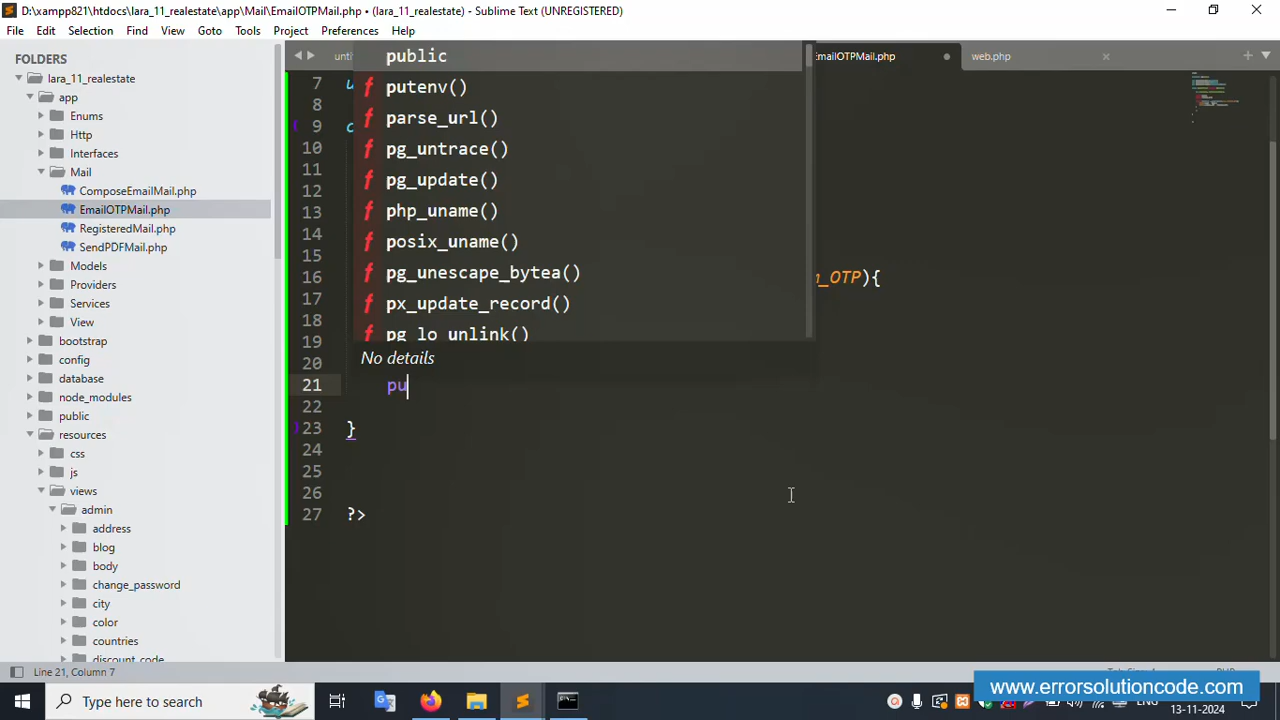 D:\xampp821\htdocs\lara_11_realestate\app\Mail\EmailOTPMail.php • (lara_11_realestate) - Sublime Text (UNREGISTERED)
File Edit Selection Find View Goto Tools Project Preferences Help
FOLDERS
lara_11_realestate
app
Enums
Http
Interfaces
Mail
ComposeEmailMail.php
EmailOTPMail.php
RegisteredMail.php
SendPDFMail.php
Models
Providers
Services
View
bootstrap
config
database
node_modules
public
resources
css
js
views
admin
address
blog
body
change_password
city
color
countries
discount_code
unti
EmailOTPMail.php
web.php
public
f putenv()
f parse_url()
f pg_untrace()
f pg_update()
f php_uname()
f posix_uname()
f pg_unescape_bytea()
f px_update_record()
f pg_lo_unlink()
No details
7 u
8
9 c
10
11
12
13
14
15
16 n_OTP){
17
18
19
20
21 pu
22
23 }
24
25
26
27 ?>
Line 21, Column 7
Type here to search
ENG
13-11-2024
www.errorsolutioncode.com